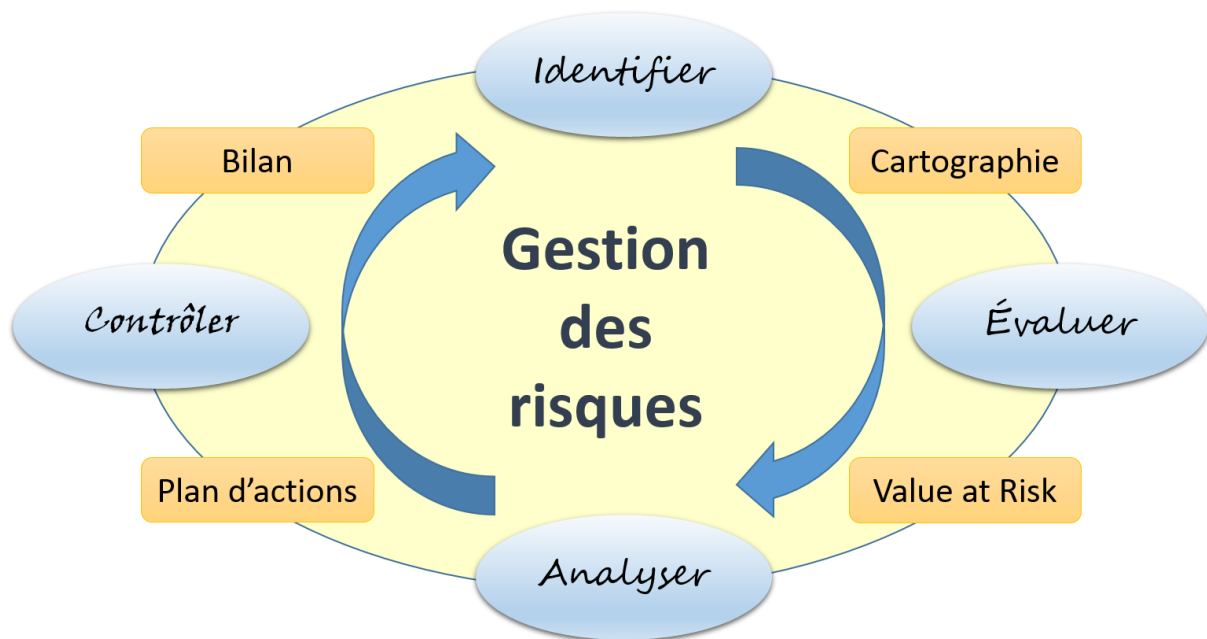 Identifier
Bilan
Cartographie
Gestion
des
risques
Contrôler
Évaluer
Plan d’actions
Value at Risk
Analyser